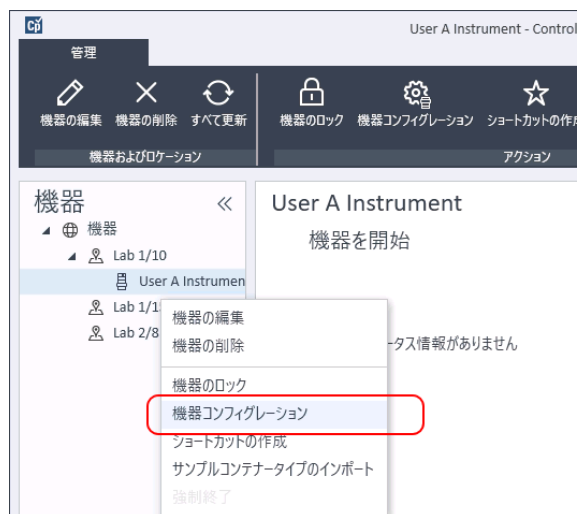 Cp
User A Instrument - Control
管理
機器の編集 機器の削除 すべて更新 機器のロック 機器コンフィグレーション ショートカットの作成
機器およびロケーション アクション
機器 «
User A Instrument
機器
機器を開始
Lab 1/10
User A Instrumen
Lab 1/1
Lab 2/8
機器の編集
機器の削除
ータス情報がありません
機器のロック
機器コンフィグレーション
ショートカットの作成
サンプルコンテナータイプのインポート
強制終了